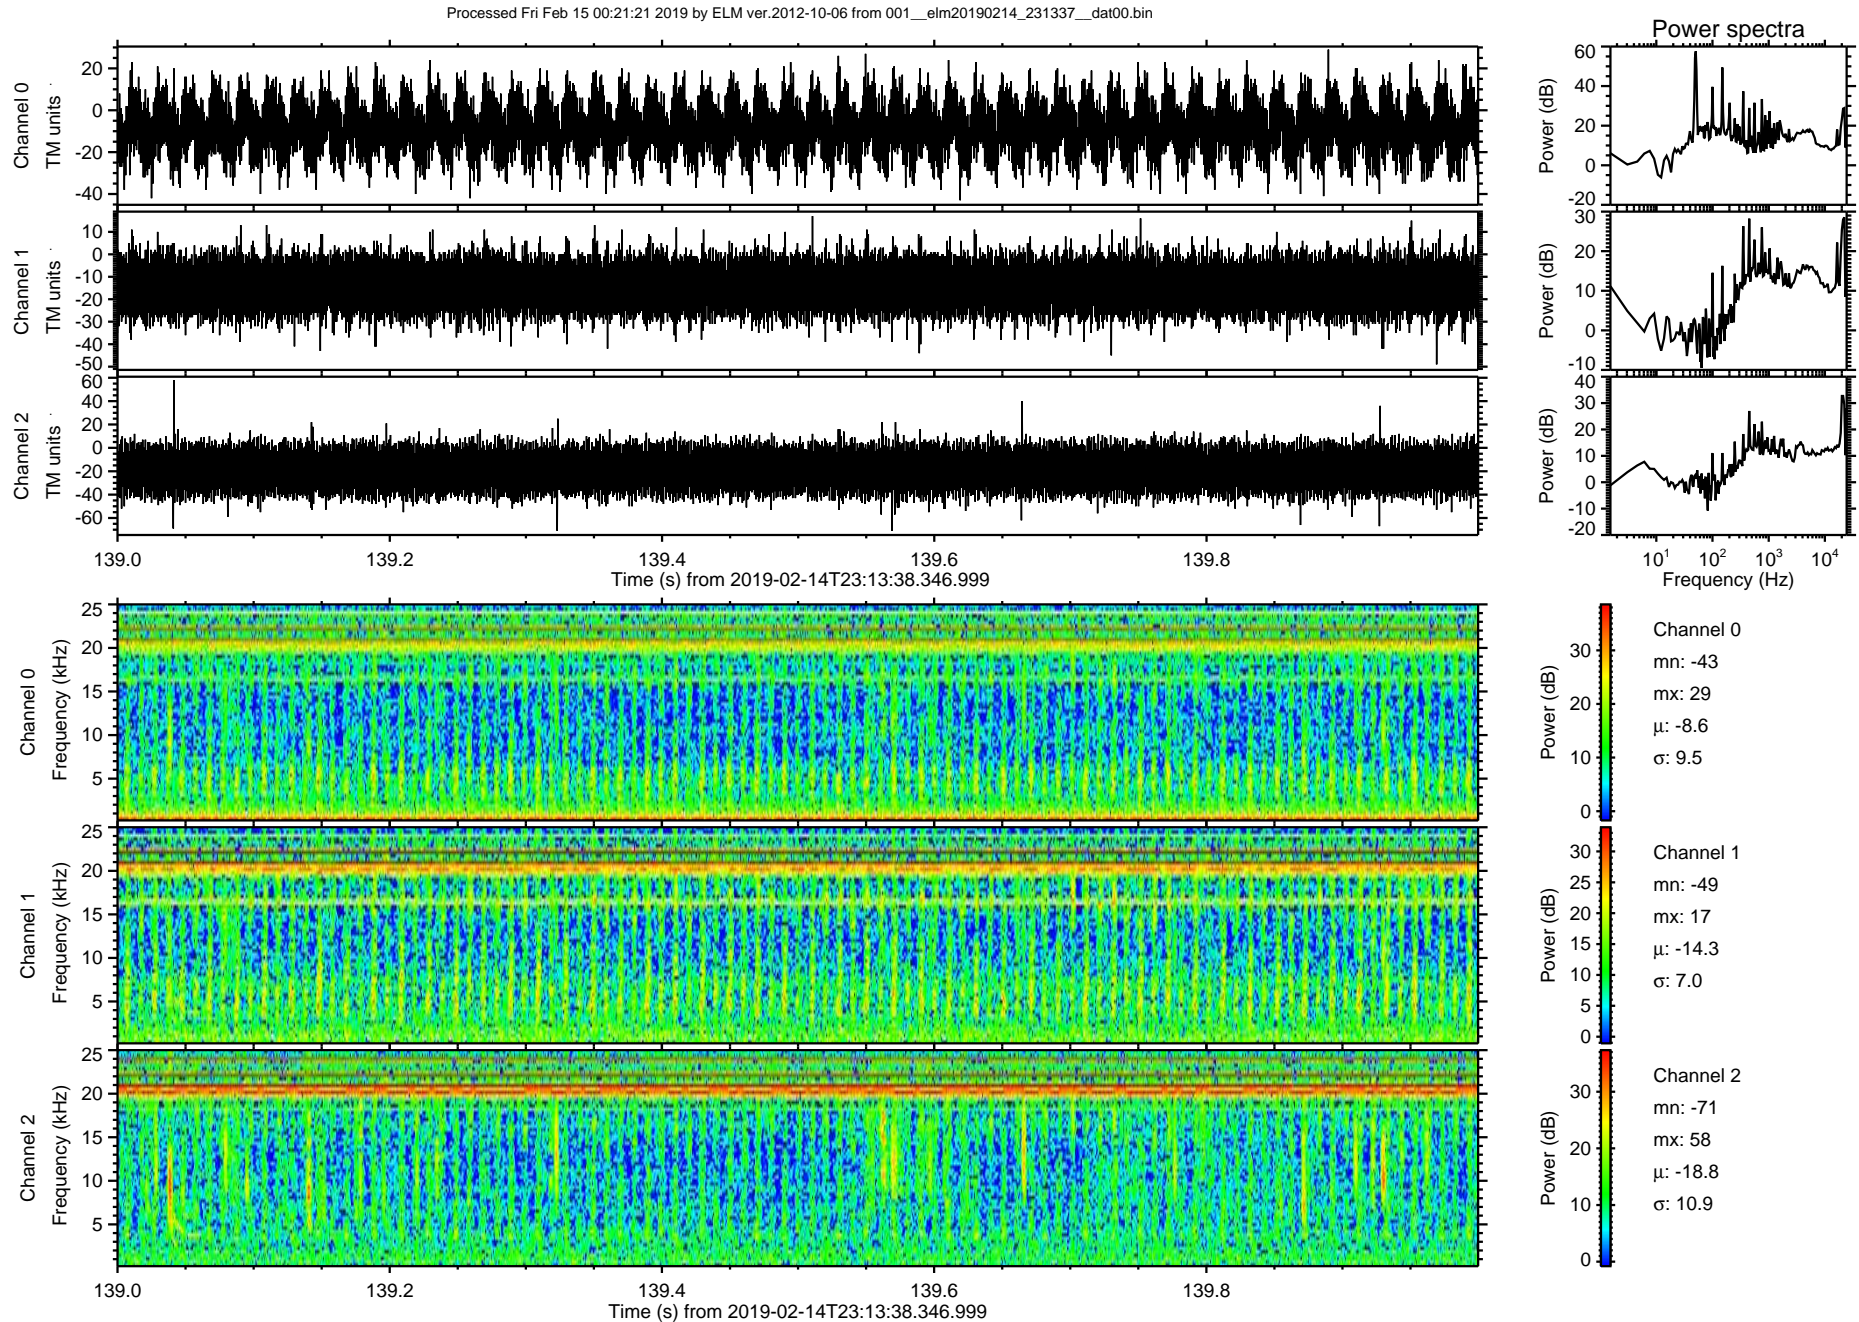 Processed Fri Feb 15 00:21:21 2019 by ELM ver.2012-10-06 from 001__elm20190214_231337__dat00.bin
Power spectra
Channel 0
TM units
20
0
-20
-40
Power (dB)
60
40
20
0
-20
Channel 1
TM units
10
0
-10
-20
-30
-40
-50
Power (dB)
30
20
10
0
-10
Channel 2
TM units
60
40
20
0
-20
-40
-60
Power (dB)
40
30
20
10
0
-10
-20
139.0 139.2 139.4 139.6 139.8
Time (s) from 2019-02-14T23:13:38.346.999
10¹ 10² 10³ 10⁴
Frequency (Hz)
Channel 0
Frequency (kHz)
25
20
15
10
5
Power (dB)
30
20
10
0
Channel 0
mn: -43
mx: 29
μ: -8.6
σ: 9.5
Channel 1
Frequency (kHz)
25
20
15
10
5
Power (dB)
30
25
20
15
10
5
0
Channel 1
mn: -49
mx: 17
μ: -14.3
σ: 7.0
Channel 2
Frequency (kHz)
25
20
15
10
5
Power (dB)
30
20
10
0
Channel 2
mn: -71
mx: 58
μ: -18.8
σ: 10.9
139.0 139.2 139.4 139.6 139.8
Time (s) from 2019-02-14T23:13:38.346.999